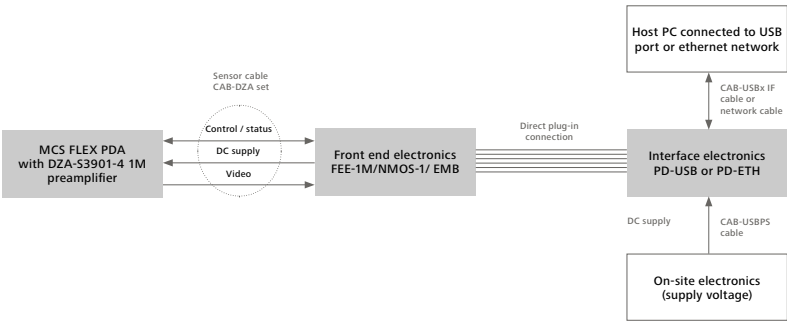 Host PC connected to USB
port or ethernet network
Sensor cable
CAB-DZA set
CAB-USBx IF
cable or
network cable
Control / status
DC supply
Video
Direct plug-in
connection
MCS FLEX PDA
with DZA-S3901-4 1M
preamplifier
Front end electronics
FEE-1M/NMOS-1/ EMB
Interface electronics
PD-USB or PD-ETH
DC supply
CAB-USBPS
cable
On-site electronics
(supply voltage)